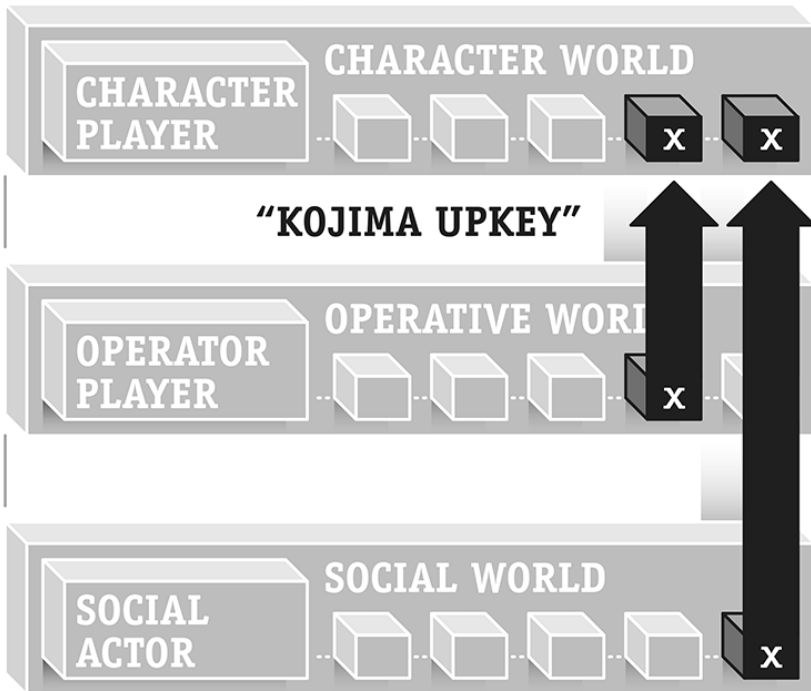 CHARACTER WORLD
CHARACTER
PLAYER
X X
“KOJIMA UPKEY”
OPERATIVE WORL
OPERATOR
PLAYER
X
SOCIAL WORLD
SOCIAL
ACTOR
X